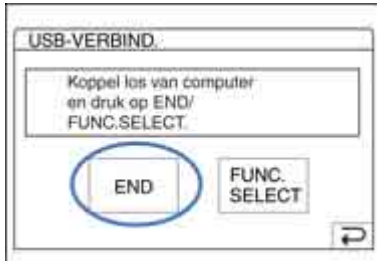 USB-VERBIND.
Koppel los van computer
en druk op END/
FUNC.SELECT.
END
FUNC.
SELECT